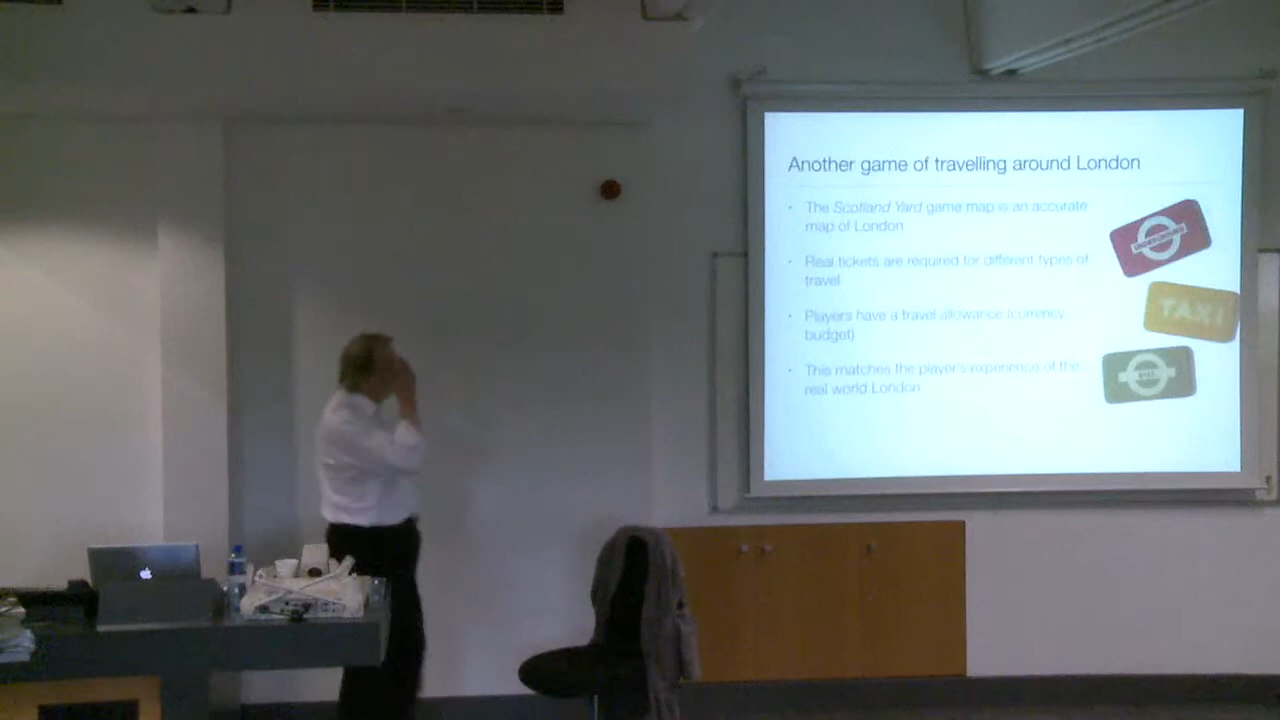 Another game of travelling around London
• The Scotland Yard game map is an accurate
map of London
• Real tickets are required for different types of
travel
• Players have a travel allowance (currency,
budget)
• This matches the player's experience of the
real world London
UNDERGROUND
TAXI
BUS